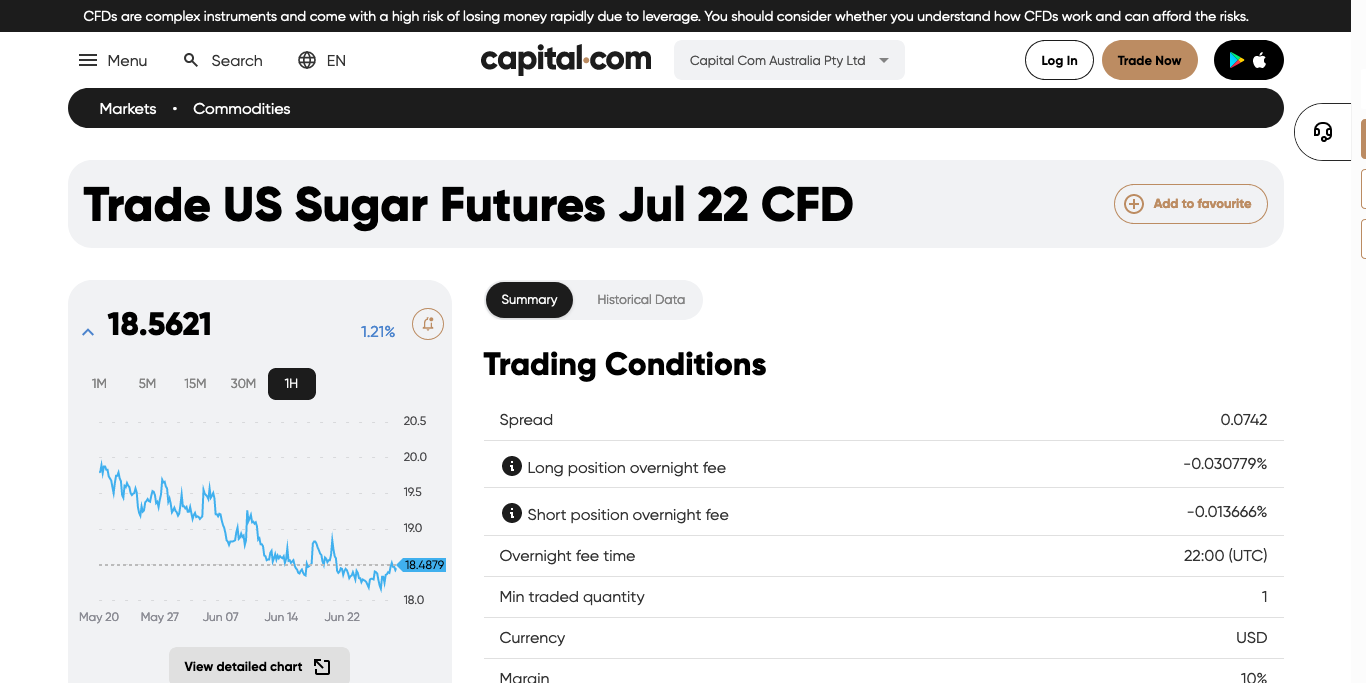 CFDs are complex instruments and come with a high risk of losing money rapidly due to leverage. You should consider whether you understand how CFDs work and can afford the risks.
Menu Search EN capital.com Capital Com Australia Pty Ltd Log In Trade Now
Markets • Commodities
Trade US Sugar Futures Jul 22 CFD
Add to favourite
18.5621
1.21%
1M 5M 15M 30M 1H
20.5
20.0
19.5
19.0
18.4879
18.0
May 20 May 27 Jun 07 Jun 14 Jun 22
View detailed chart
Summary Historical Data
Trading Conditions
Spread 0.0742
Long position overnight fee -0.030779%
Short position overnight fee -0.013666%
Overnight fee time 22:00 (UTC)
Min traded quantity 1
Currency USD
Margin 10%